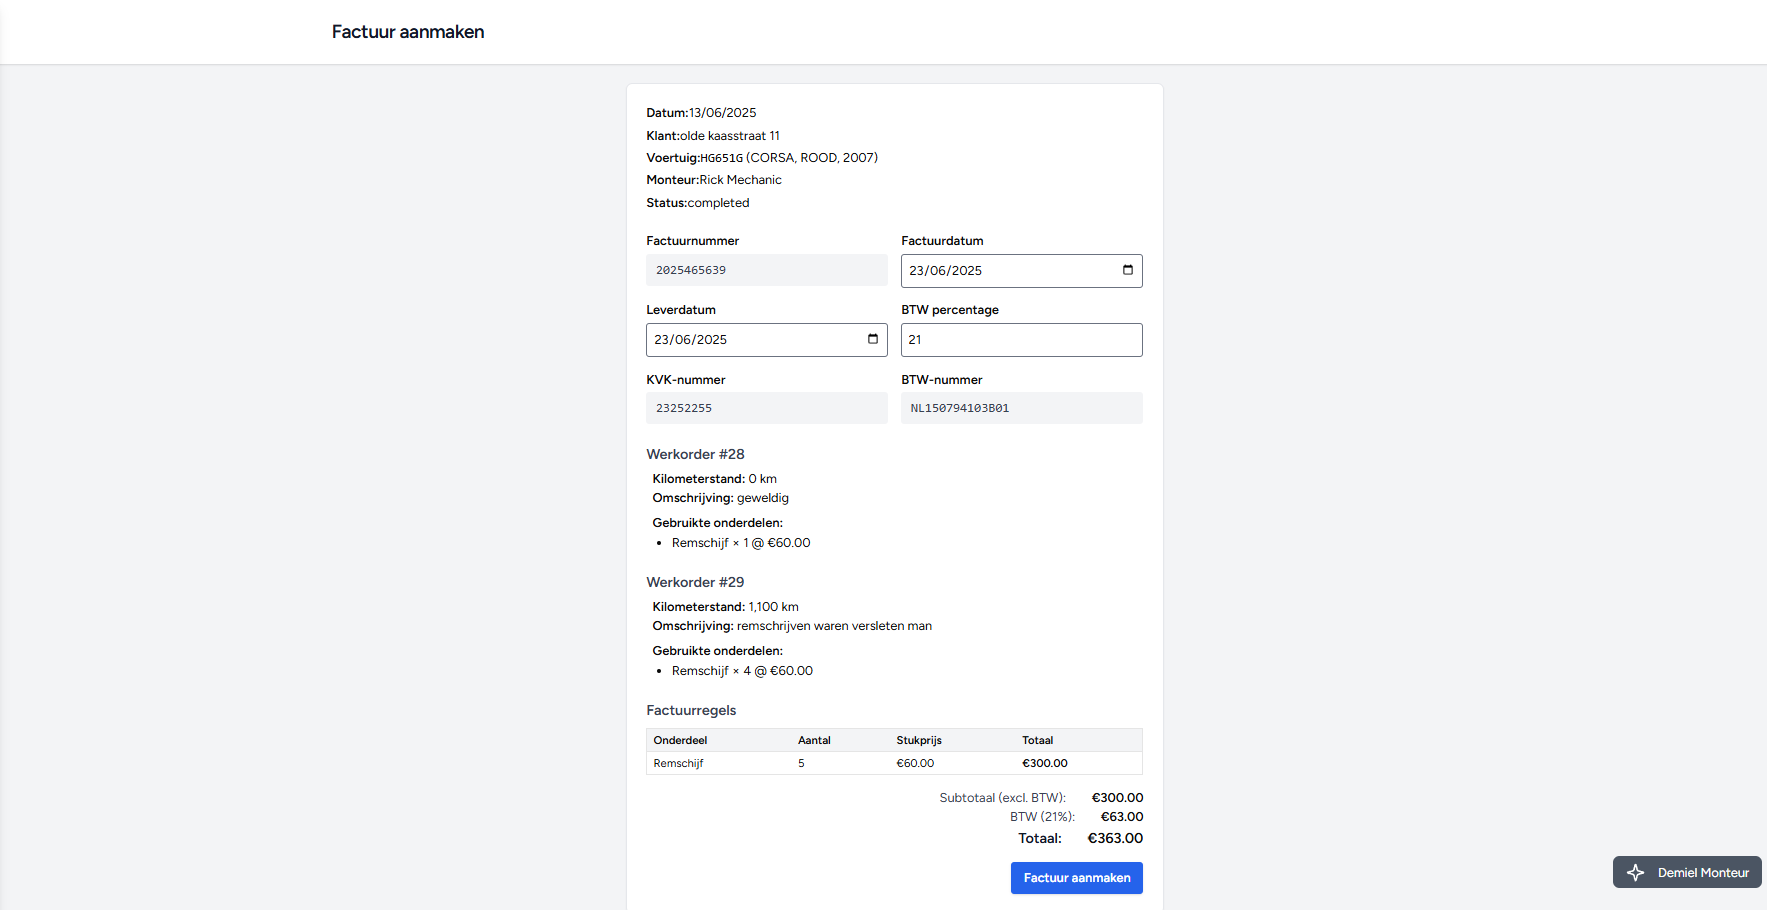 Factuur aanmaken
Datum:13/06/2025
Klant:olde kaasstraat 11
Voertuig:HG651G (CORSA, ROOD, 2007)
Monteur:Rick Mechanic
Status:completed
Factuurnummer Factuurdatum
2025465639 23/06/2025
Leverdatum BTW percentage
23/06/2025 21
KVK-nummer BTW-nummer
23252255 NL150794103B01
Werkorder #28
Kilometerstand: 0 km
Omschrijving: geweldig
Gebruikte onderdelen:
• Remschijf × 1 @ €60.00
Werkorder #29
Kilometerstand: 1,100 km
Omschrijving: remschrijven waren versleten man
Gebruikte onderdelen:
• Remschijf × 4 @ €60.00
Factuurregels
Onderdeel Aantal Stukprijs Totaal
Remschijf 5 €60.00 €300.00
Subtotaal (excl. BTW): €300.00
BTW (21%): €63.00
Totaal: €363.00
Factuur aanmaken
Demiel Monteur